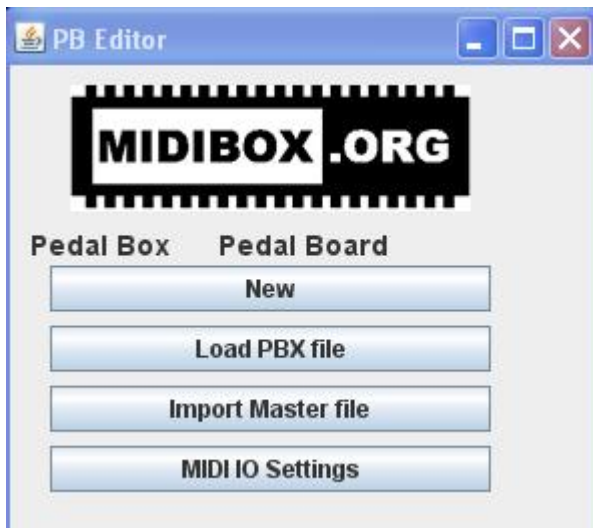 PB Editor
MIDIBOX.ORG
Pedal Box Pedal Board
New
Load PBX file
Import Master file
MIDI IO Settings